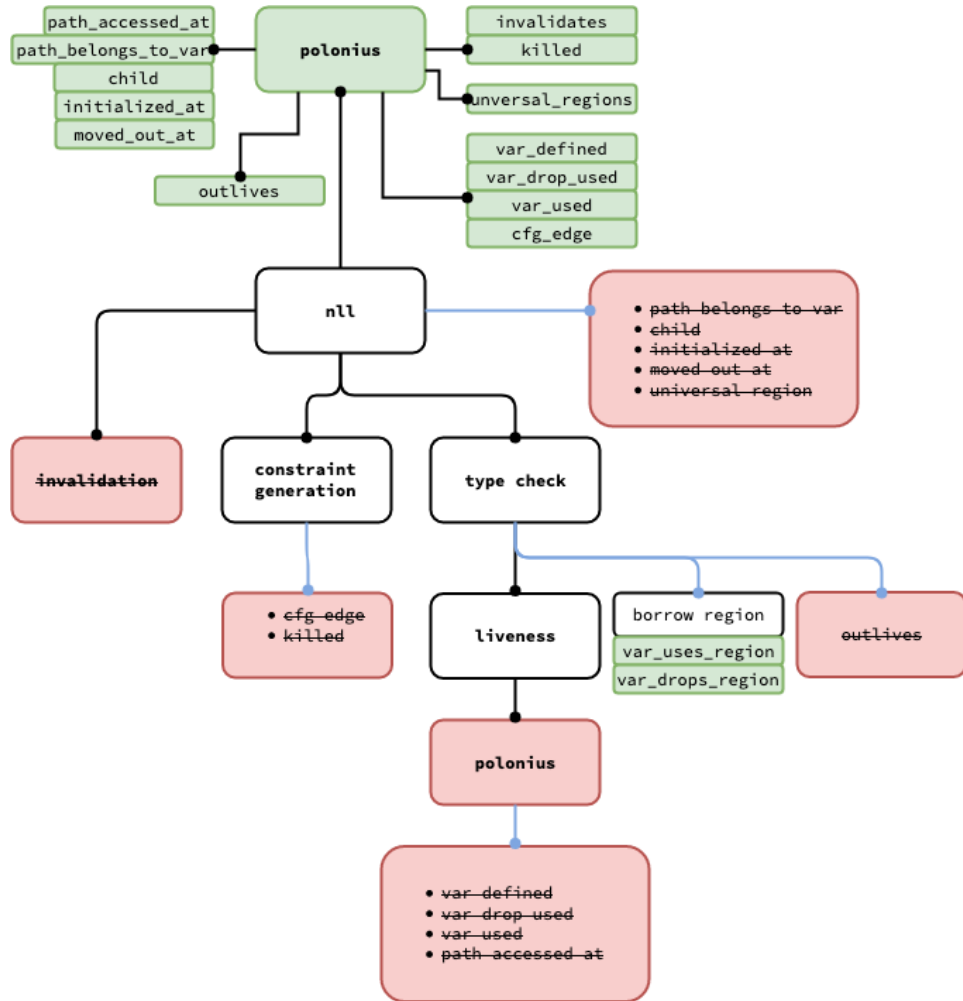 path_accessed_at
path_belongs_to_var
child
initialized_at
moved_out_at
polonius
invalidates
killed
unversal_regions
var_defined
var_drop_used
var_used
cfg_edge
outlives
nll
path belongs to var
child
initialized at
moved out at
universal region
invalidation
constraint
generation
type check
cfg edge
killed
liveness
borrow region
var_uses_region
var_drops_region
outlives
polonius
var defined
var drop used
var used
path accessed at